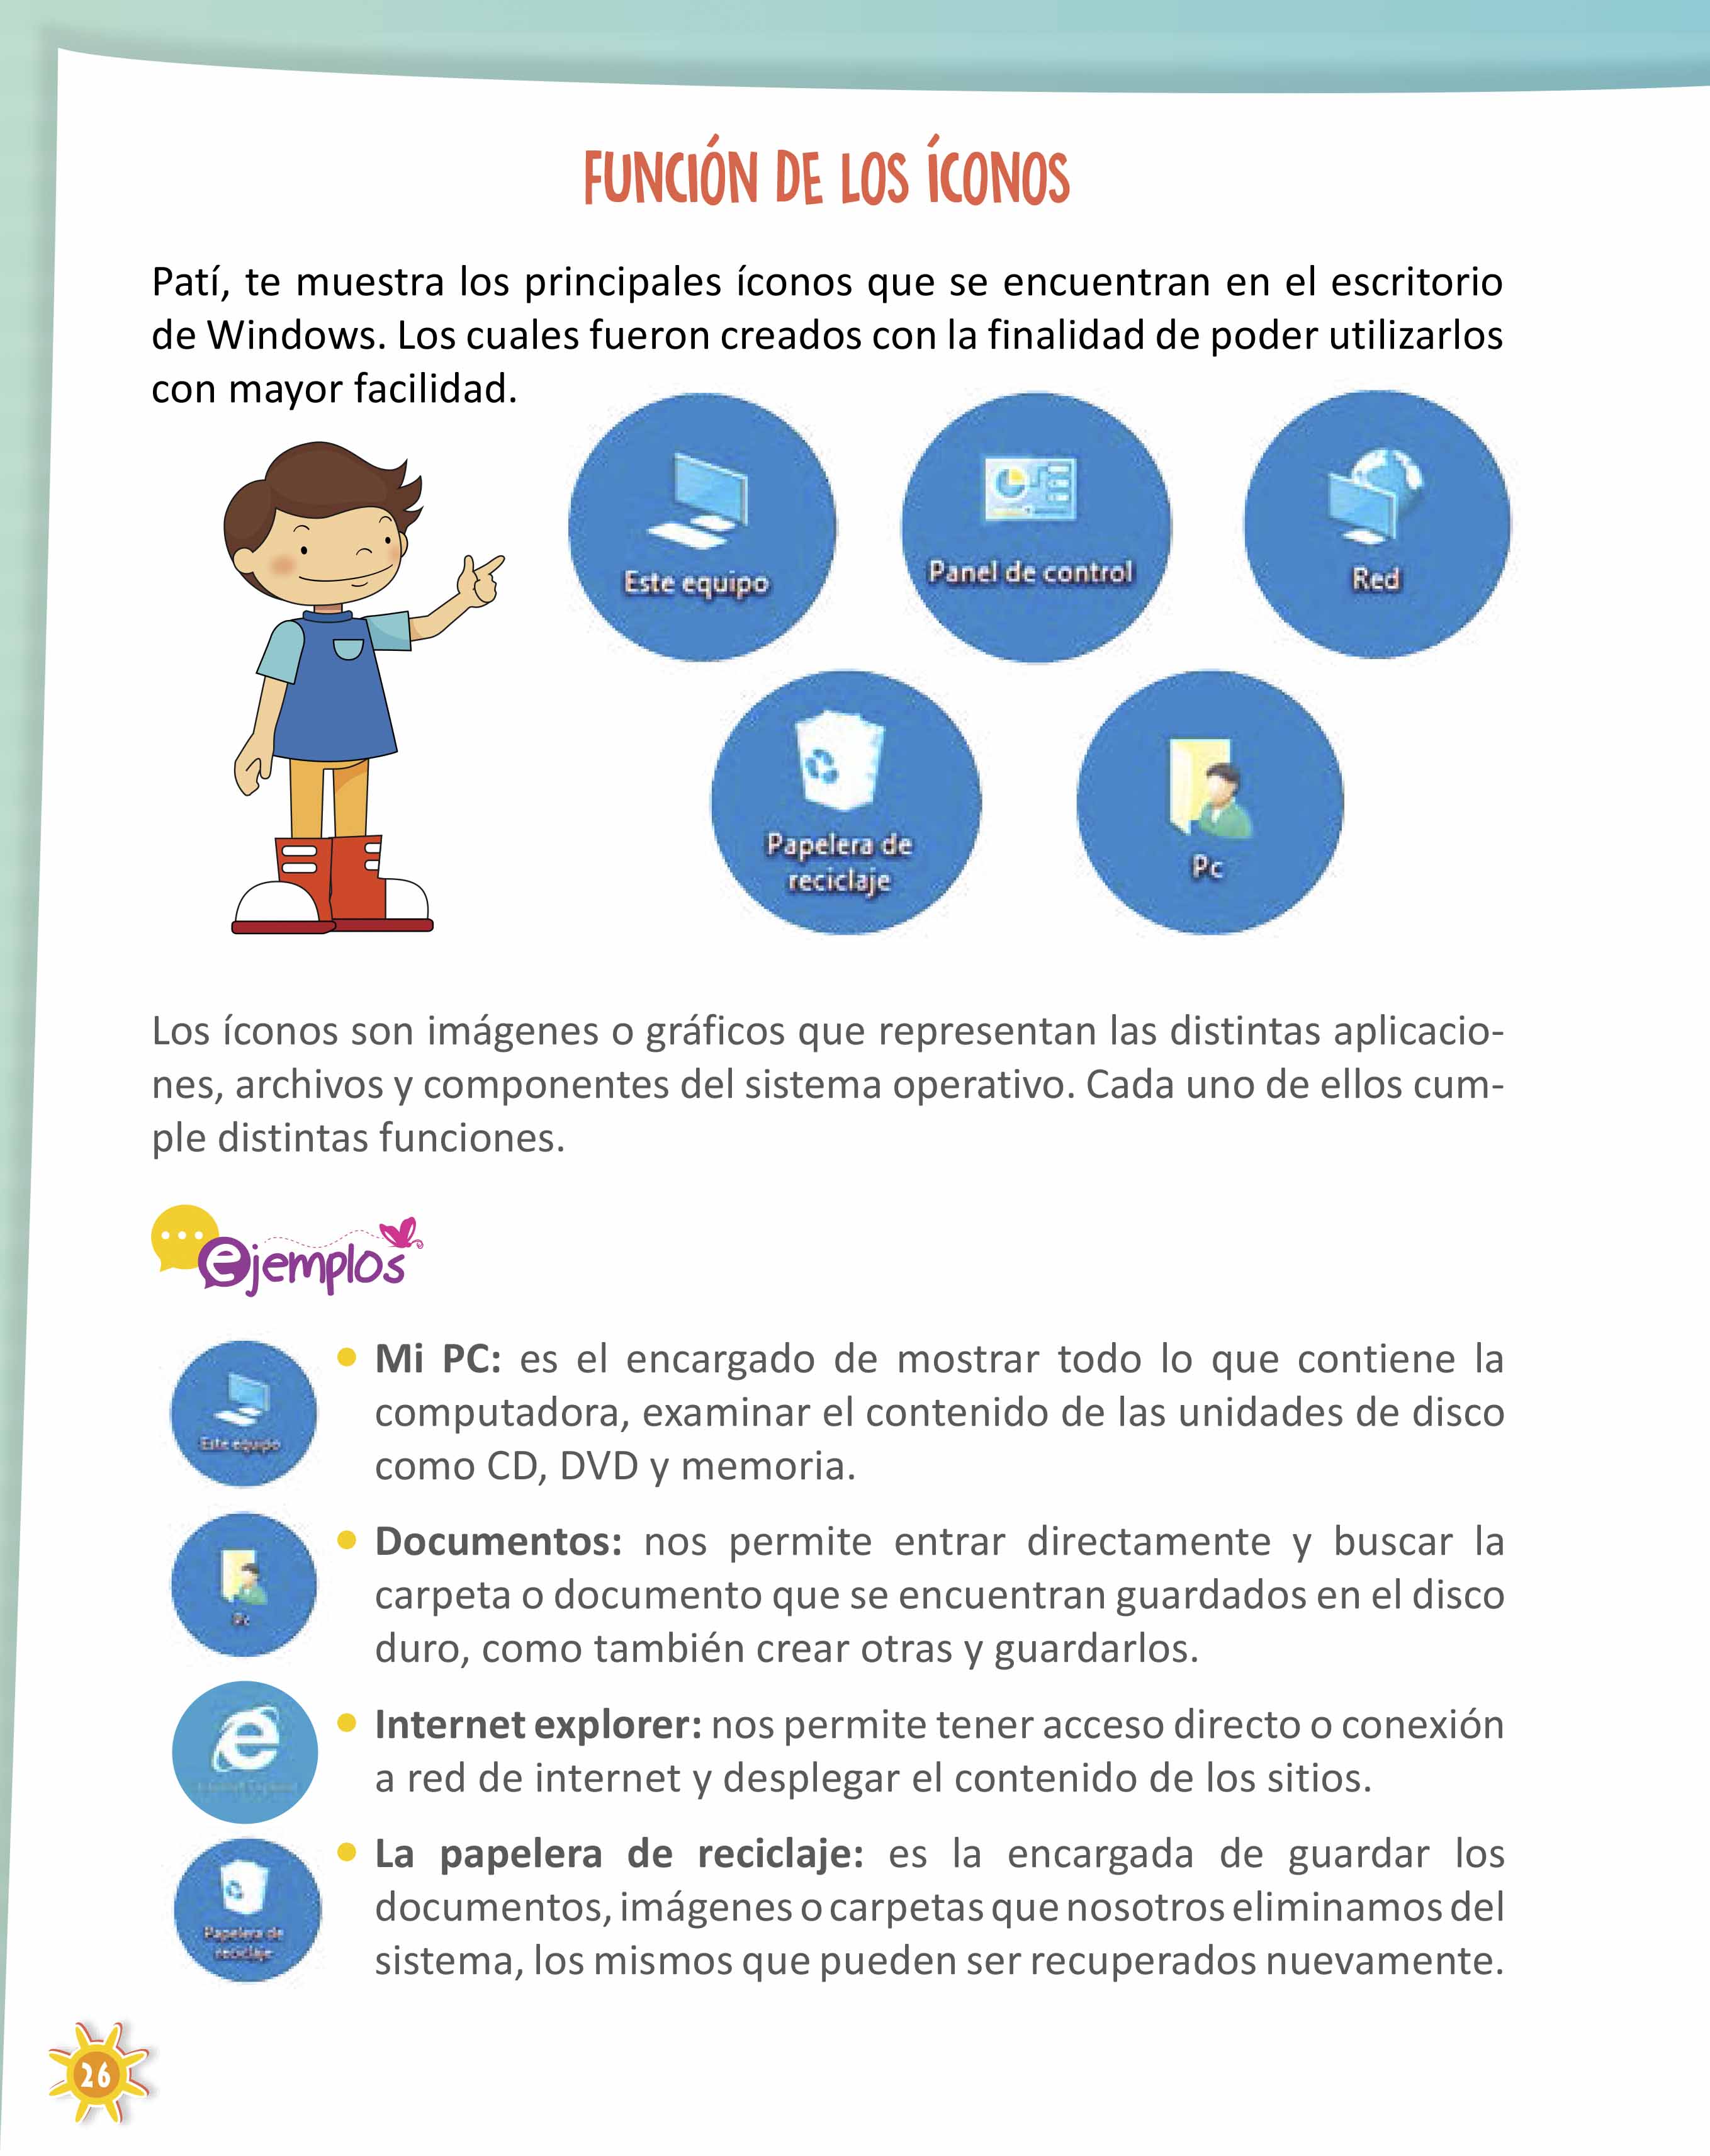 FUNCIÓN DE LOS ÍCONOS
Patí, te muestra los principales íconos que se encuentran en el escritorio
de Windows. Los cuales fueron creados con la finalidad de poder utilizarlos
con mayor facilidad.
Este equipo
Panel de control
Red
Papelera de
reciclaje
Pc
Los íconos son imágenes o gráficos que representan las distintas aplicacio-
nes, archivos y componentes del sistema operativo. Cada uno de ellos cum-
ple distintas funciones.
ejemplos
Este equipo
• Mi PC: es el encargado de mostrar todo lo que contiene la
computadora, examinar el contenido de las unidades de disco
como CD, DVD y memoria.
Pc
• Documentos: nos permite entrar directamente y buscar la
carpeta o documento que se encuentran guardados en el disco
duro, como también crear otras y guardarlos.
• Internet explorer: nos permite tener acceso directo o conexión
a red de internet y desplegar el contenido de los sitios.
Papelera de
reciclaje
• La papelera de reciclaje: es la encargada de guardar los
documentos, imágenes o carpetas que nosotros eliminamos del
sistema, los mismos que pueden ser recuperados nuevamente.
26